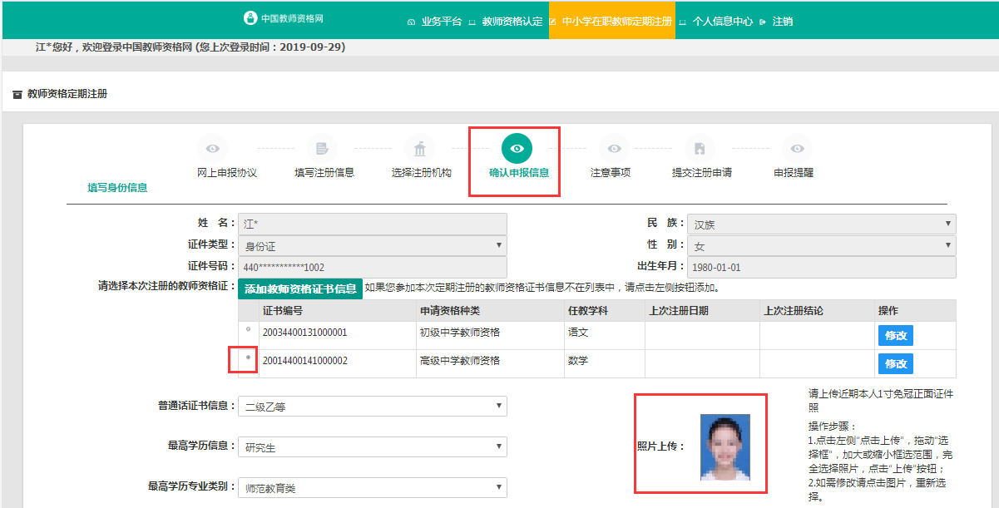 中国教师资格网 业务平台 教师资格认定 中小学在职教师定期注册 个人信息中心 注销
江*您好，欢迎登录中国教师资格网 (您上次登录时间：2019-09-29)
教师资格定期注册
网上申报协议 填写注册信息 选择注册机构 确认申报信息 注意事项 提交注册申请 申报提醒
填写身份信息
姓 名： 江* 民 族： 汉族
证件类型： 身份证 性 别： 女
证件号码： 440***********1002 出生年月： 1980-01-01
请选择本次注册的教师资格证： 添加教师资格证书信息 如果您参加本次定期注册的教师资格证书信息不在列表中，请点击左侧按钮添加。
证书编号 申请资格种类 任教学科 上次注册日期 上次注册结论 操作
20034400131000001 初级中学教师资格 语文 修改
20014400141000002 高级中学教师资格 数学 修改
普通话证书信息： 二级乙等
最高学历信息： 研究生
最高学历专业类别： 师范教育类
照片上传：
请上传近期本人1寸免冠正面证件
照
操作步骤：
1.点击左侧"点击上传"，拖动"选
择框"，加大或缩小框选范围，完
全选择照片，点击"上传"按钮；
2.如需修改请点击图片，重新选
择。